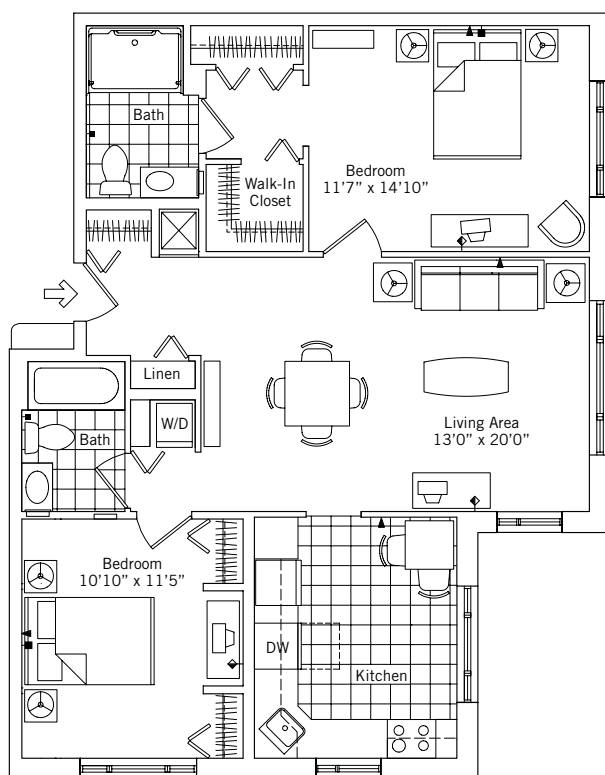 Bath
Bedroom
11'7" x 14'10"
Walk-In
Closet
Linen
W/D
Bath
Living Area
13'0" x 20'0"
Bedroom
10'10" x 11'5"
DW
Kitchen